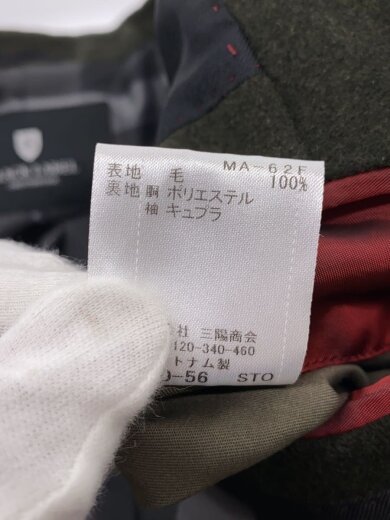 MA-62F
表地 毛 100%
裏地 胴 ポリエステル
袖 キュプラ
社 三陽商会
120-340-460
トナム製
-56 STO